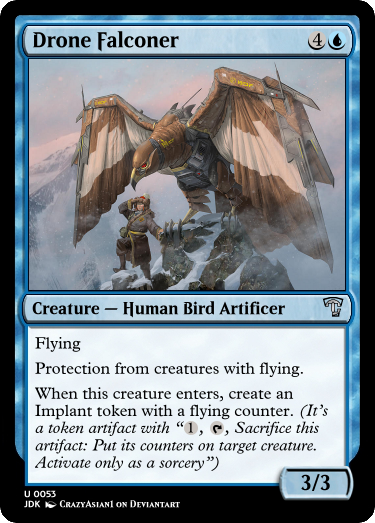 Drone Falconer 4
Creature — Human Bird Artificer
Flying
Protection from creatures with flying.
When this creature enters, create an
Implant token with a flying counter. (It's
a token artifact with “1, , Sacrifice this
artifact: Put its counters on target creature.
Activate only as a sorcery”)
3/3
U 0053
JDK CrazyAsian1 on Deviantart